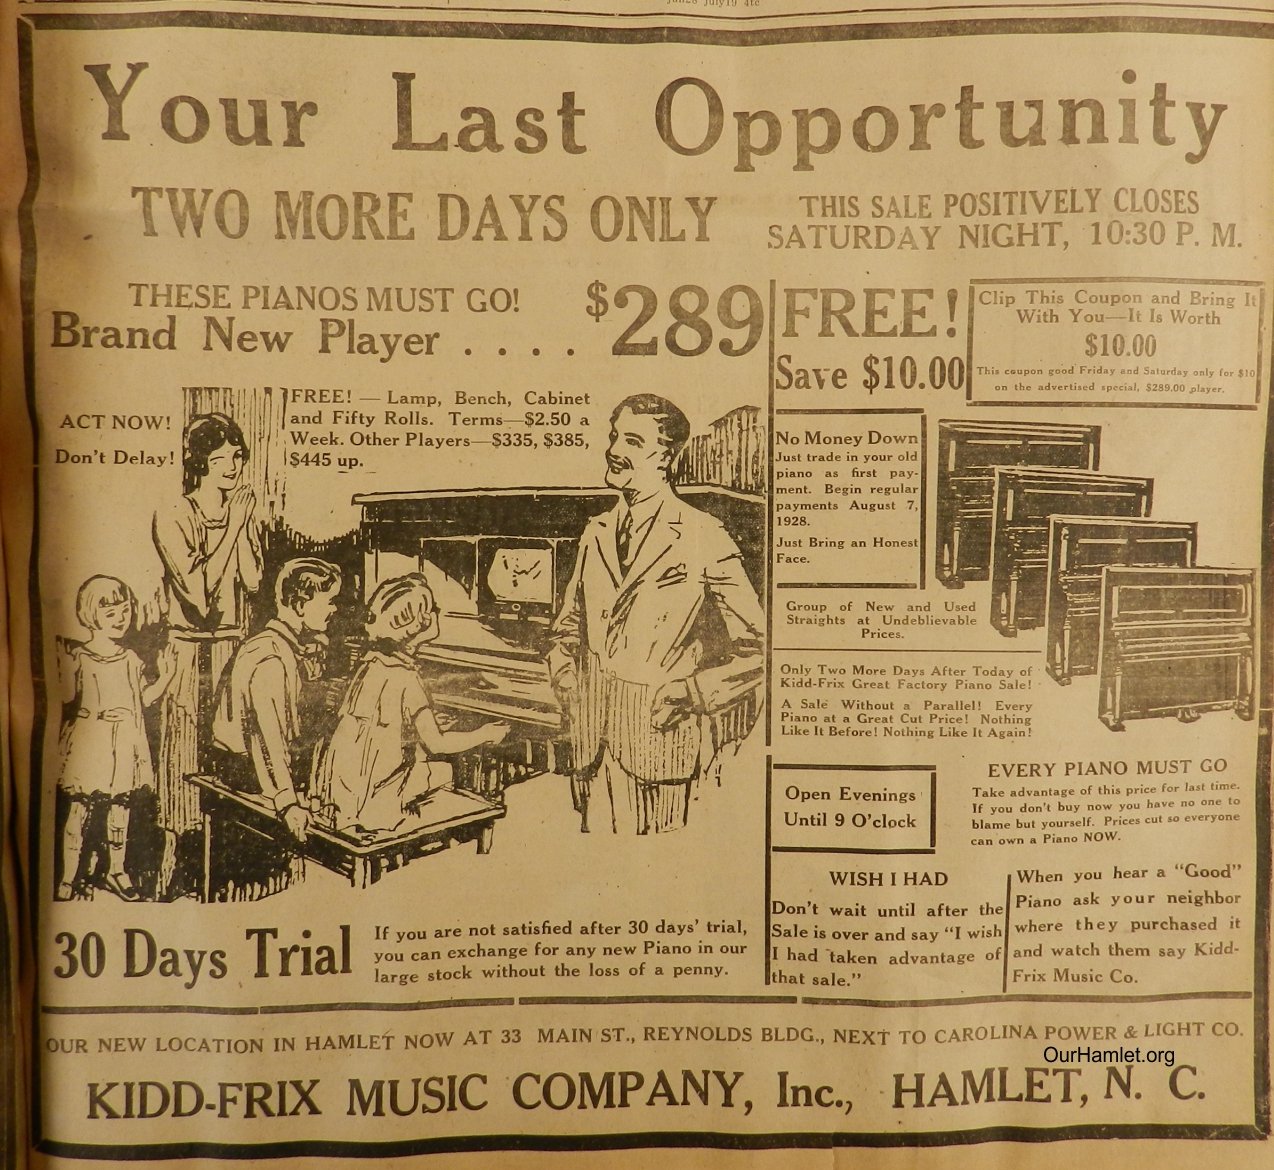 Jun28 July19 4tc
Your Last Opportunity
TWO MORE DAYS ONLY
THIS SALE POSITIVELY CLOSES
SATURDAY NIGHT, 10:30 P. M.
THESE PIANOS MUST GO!
Brand New Player . . . . $289
ACT NOW!
Don't Delay!
FREE! — Lamp, Bench, Cabinet
and Fifty Rolls. Terms—$2.50 a
Week. Other Players—$335, $385,
$445 up.
30 Days Trial
If you are not satisfied after 30 days' trial,
you can exchange for any new Piano in our
large stock without the loss of a penny.
FREE!
Save $10.00
Clip This Coupon and Bring It
With You—It Is Worth
$10.00
This coupon good Friday and Saturday only for $10
on the advertised special, $289.00 player.
No Money Down
Just trade in your old
piano as first pay-
ment. Begin regular
payments August 7,
1928.
Just Bring an Honest
Face.
Group of New and Used
Straights at Undeblievable
Prices.
Only Two More Days After Today of
Kidd-Frix Great Factory Piano Sale!
A Sale Without a Parallel! Every
Piano at a Great Cut Price! Nothing
Like It Before! Nothing Like It Again!
Open Evenings
Until 9 O'clock
EVERY PIANO MUST GO
Take advantage of this price for last time.
If you don't buy now you have no one to
blame but yourself. Prices cut so everyone
can own a Piano NOW.
WISH I HAD
Don't wait until after the
Sale is over and say "I wish
I had taken advantage of
that sale."
When you hear a "Good"
Piano ask your neighbor
where they purchased it
and watch them say Kidd-
Frix Music Co.
OUR NEW LOCATION IN HAMLET NOW AT 33 MAIN ST., REYNOLDS BLDG., NEXT TO CAROLINA POWER & LIGHT CO.
OurHamlet.org
KIDD-FRIX MUSIC COMPANY, Inc., HAMLET, N. C.